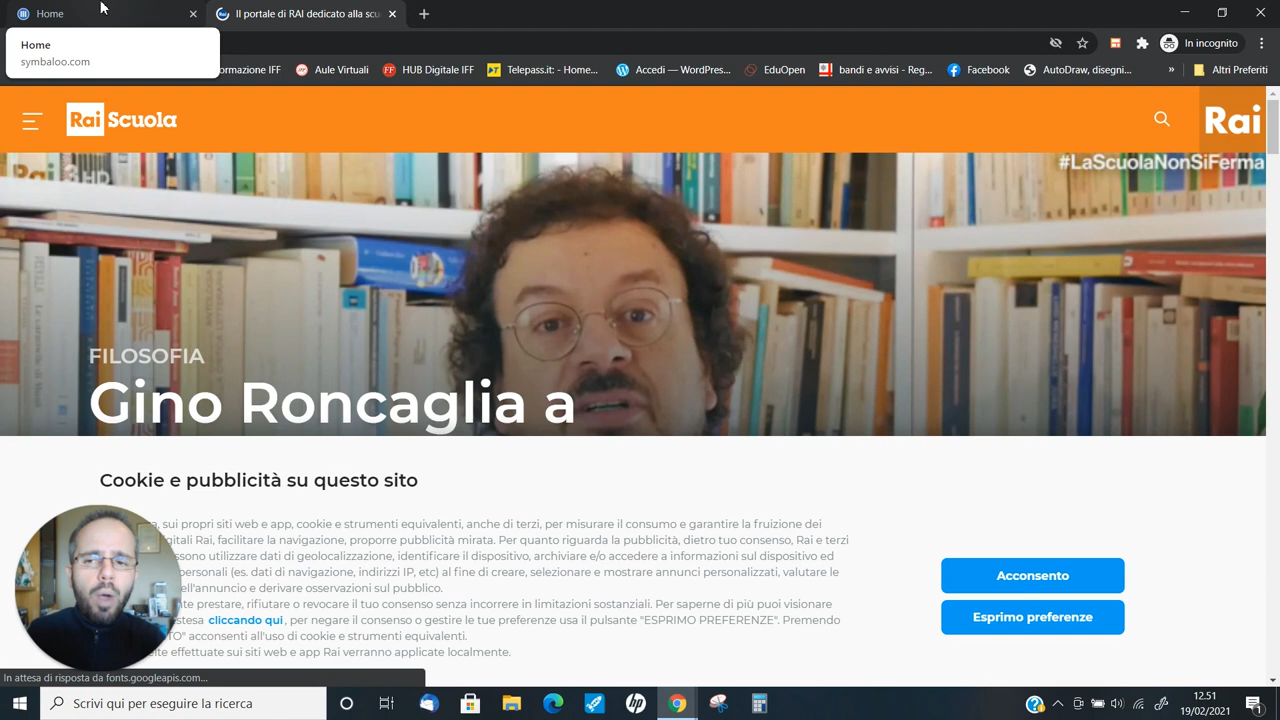 Home
Il portale di Rai dedicato alla scu
Home
symbaloo.com
In incognito
ormazione IFF
Aule Virtuali
HUB Digitale IFF
Telepass.it: - Home...
Accedi — WordPres...
EduOpen
bandi e avvisi - Reg...
Facebook
AutoDraw, disegni...
»
Altri Preferiti
Rai Scuola
Rai
#LaScuolaNonSiFerma
Rai 3HD
FILOSOFIA
Gino Roncaglia a
Cookie e pubblicità su questo sito
sui propri siti web e app, cookie e strumenti equivalenti, anche di terzi, per misurare il consumo e garantire la fruizione dei
gitali Rai, facilitare la navigazione, proporre pubblicità mirata. Per quanto riguarda la pubblicità, dietro tuo consenso, Rai e terzi
ssono utilizzare dati di geolocalizzazione, identificare il dispositivo, archiviare e/o accedere a informazioni sul dispositivo ed
personali (es. dati di navigazione, indirizzi IP, etc) al fine di creare, selezionare e mostrare annunci personalizzati, valutare le
ell'annuncio e derivare osservazioni sul pubblico.
te prestare, rifiutare o revocare il tuo consenso senza incorrere in limitazioni sostanziali. Per saperne di più puoi visionare
stesa cliccando qui, per negare il consenso o gestire le tue preferenze usa il pulsante "ESPRIMO PREFERENZE". Premendo
TO" acconsenti all'uso di cookie e strumenti equivalenti.
elte effettuate sui siti web e app Rai verranno applicate localmente.
Acconsento
Esprimo preferenze
In attesa di risposta da fonts.googleapis.com...
Scrivi qui per eseguire la ricerca
12.51
19/02/2021